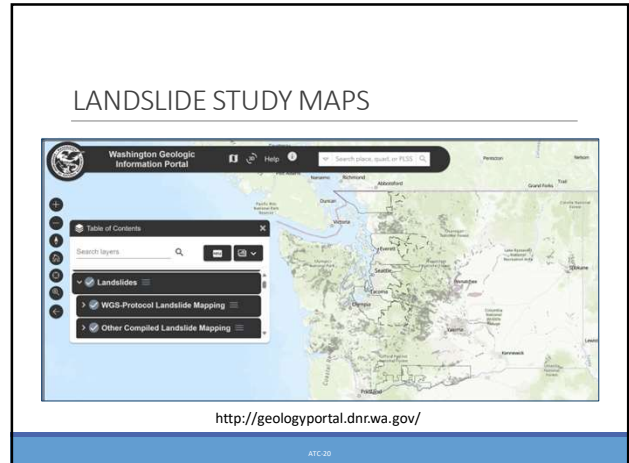 LANDSLIDE STUDY MAPS
Washington Geologic
Information Portal
3D
Help
Search place, quad, or PLSS
Table of Contents
Search layers
Landslides
WGS-Protocol Landslide Mapping
Other Compiled Landslide Mapping
Nanaimo
Richmond
Abbotsford
Penticton
Nelson
Trail
Grand Forks
Duncan
Victoria
Everett
Seattle
Tacoma
Olympia
Wenatchee
Spokane
Yakima
Kennewick
Portland
http://geologyportal.dnr.wa.gov/
ATC-20